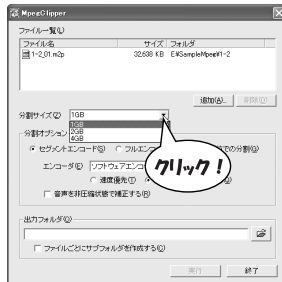 MpegClipper
ファイル一覧(L)
ファイル名 サイズ フォルダ
1-2_01.m2p 32,638 KB E:¥SampleMpeg¥1-2
追加(A)... 削除(D)
分割サイズ(Z) 1GB
1GB
2GB
4GB
分割オプション
セグメントエンコード(S) フルエンコ での分割(G)
エンコーダ(E) ソフトウェアエンコ
速度優先(T)
音声を非圧縮状態で補正する(R)
クリック!
出力フォルダ(O)
ファイルごとにサブフォルダを作成する(C)
実行 終了